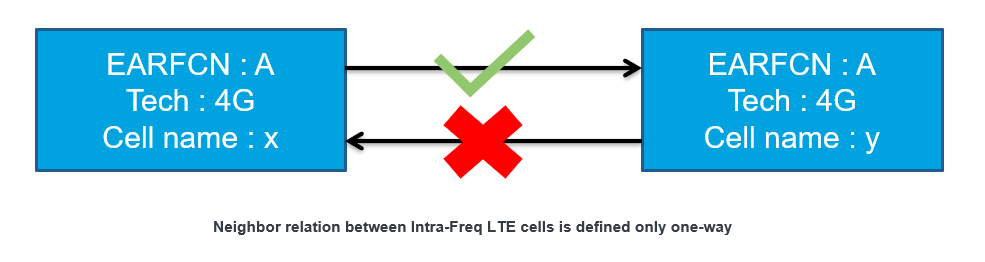 EARFCN : A
Tech : 4G
Cell name : x
EARFCN : A
Tech : 4G
Cell name : y
Neighbor relation between Intra-Freq LTE cells is defined only one-way